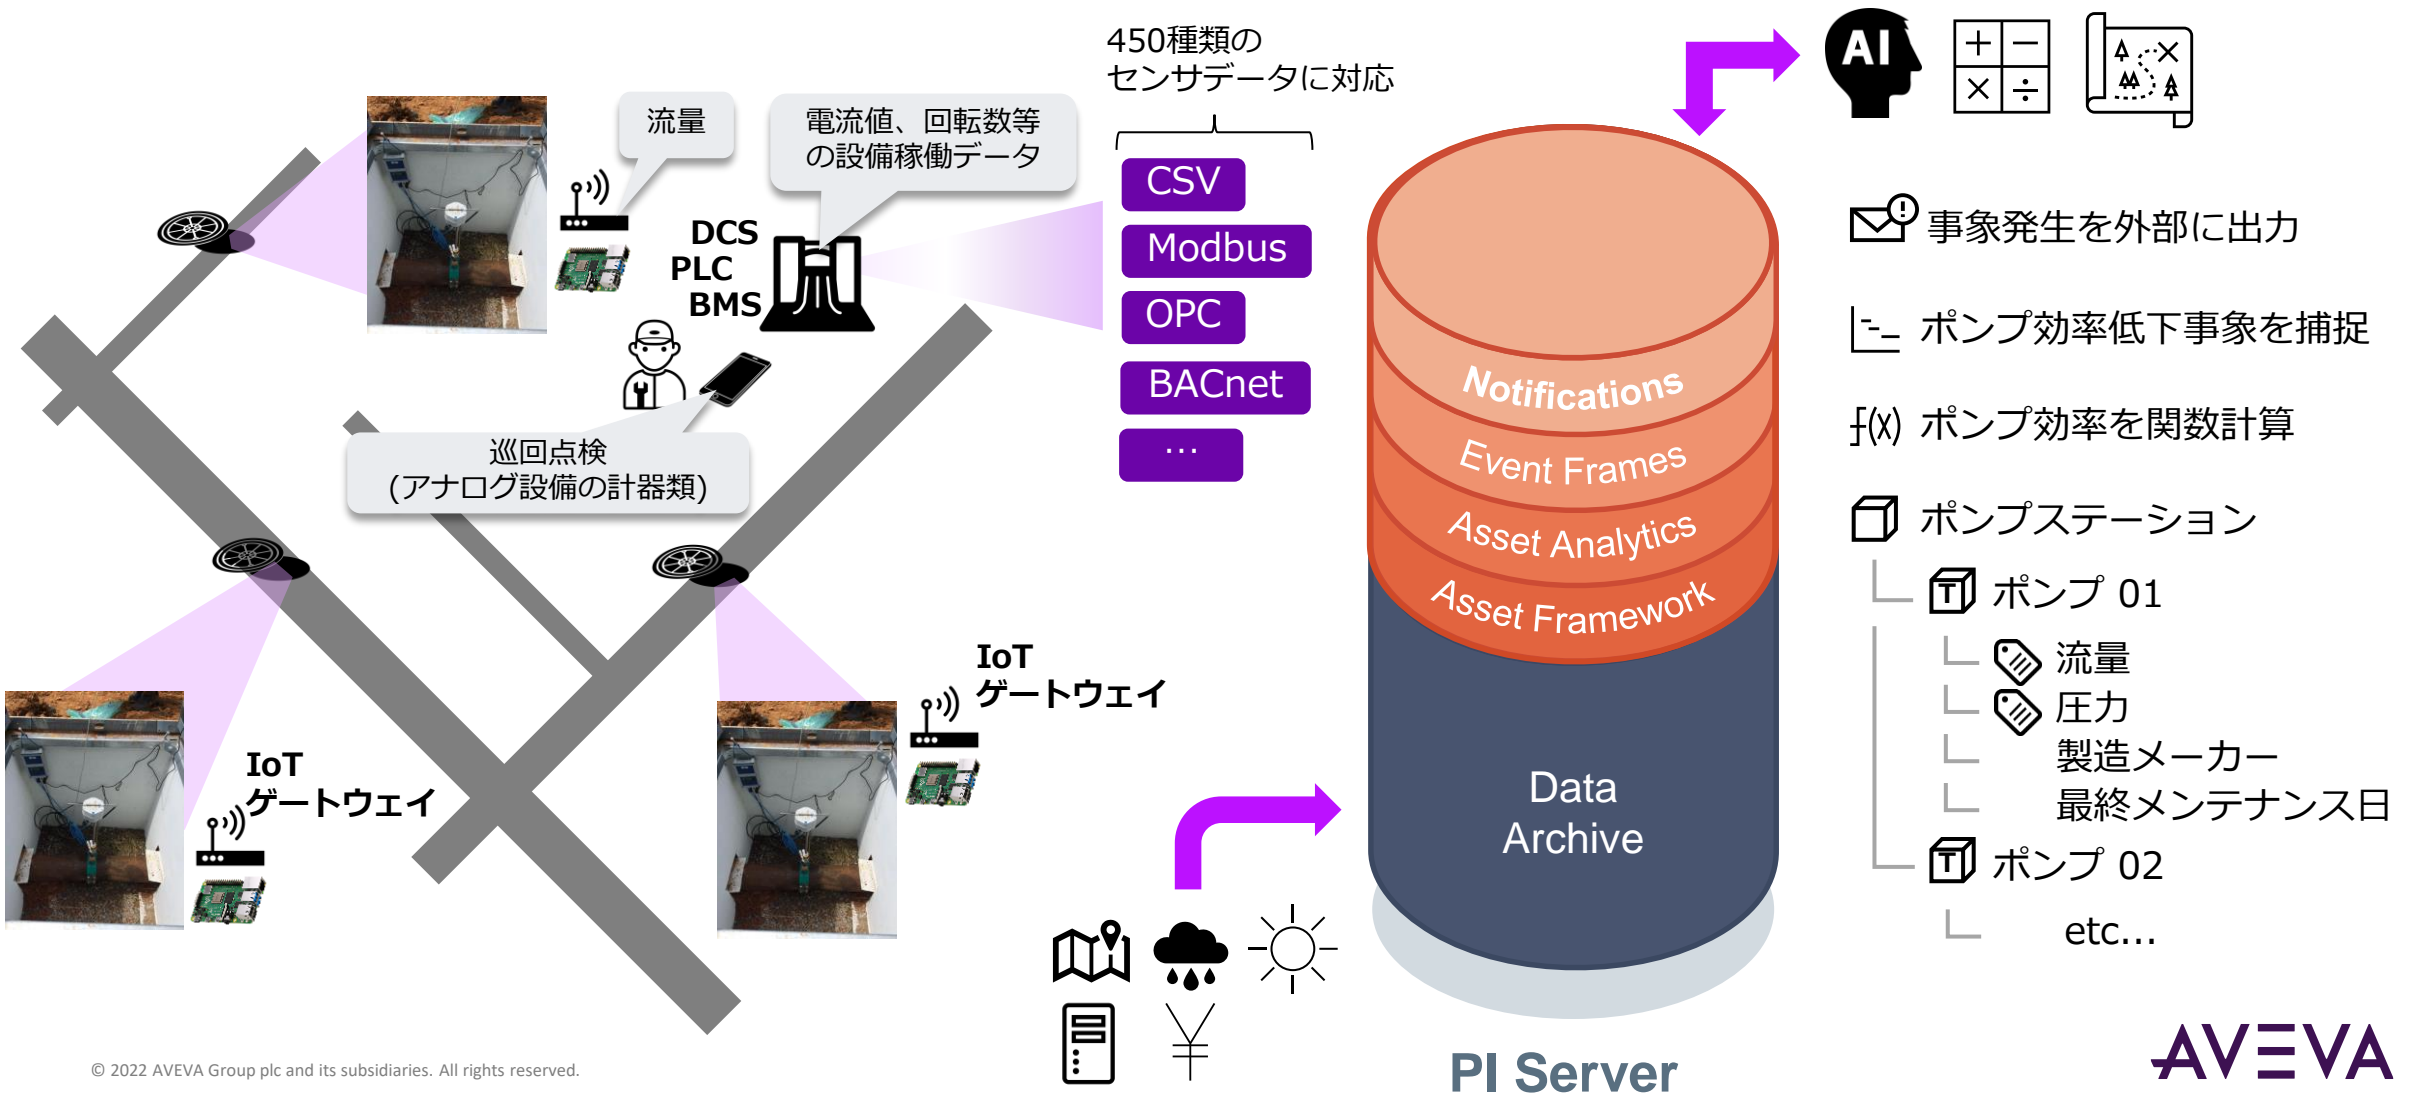 450種類の
センサデータに対応
流量
電流値、回転数等
の設備稼働データ
DCS
PLC
BMS
巡回点検
(アナログ設備の計器類)
IoT
ゲートウェイ
IoT
ゲートウェイ
CSV
Modbus
OPC
BACnet
...
Notifications
Event Frames
Asset Analytics
Asset Framework
Data
Archive
PI Server
AI
事象発生を外部に出力
ポンプ効率低下事象を捕捉
f(x) ポンプ効率を関数計算
ポンプステーション
T ポンプ 01
流量
圧力
製造メーカー
最終メンテナンス日
T ポンプ 02
etc...
© 2022 AVEVA Group plc and its subsidiaries. All rights reserved.
AVEVA